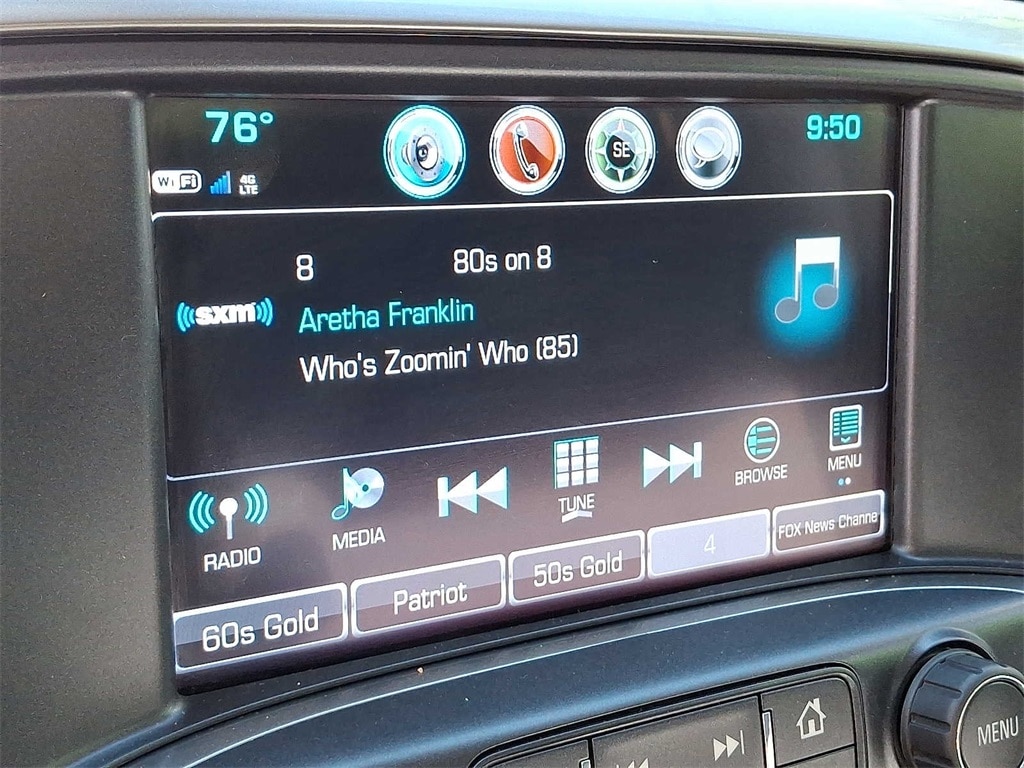 76° 9:50
SE
WiFi 4G LTE
8 80s on 8
sxm
Aretha Franklin
Who's Zoomin' Who (85)
RADIO MEDIA TUNE BROWSE MENU
60s Gold Patriot 50s Gold 4 FOX News Channe
MENU